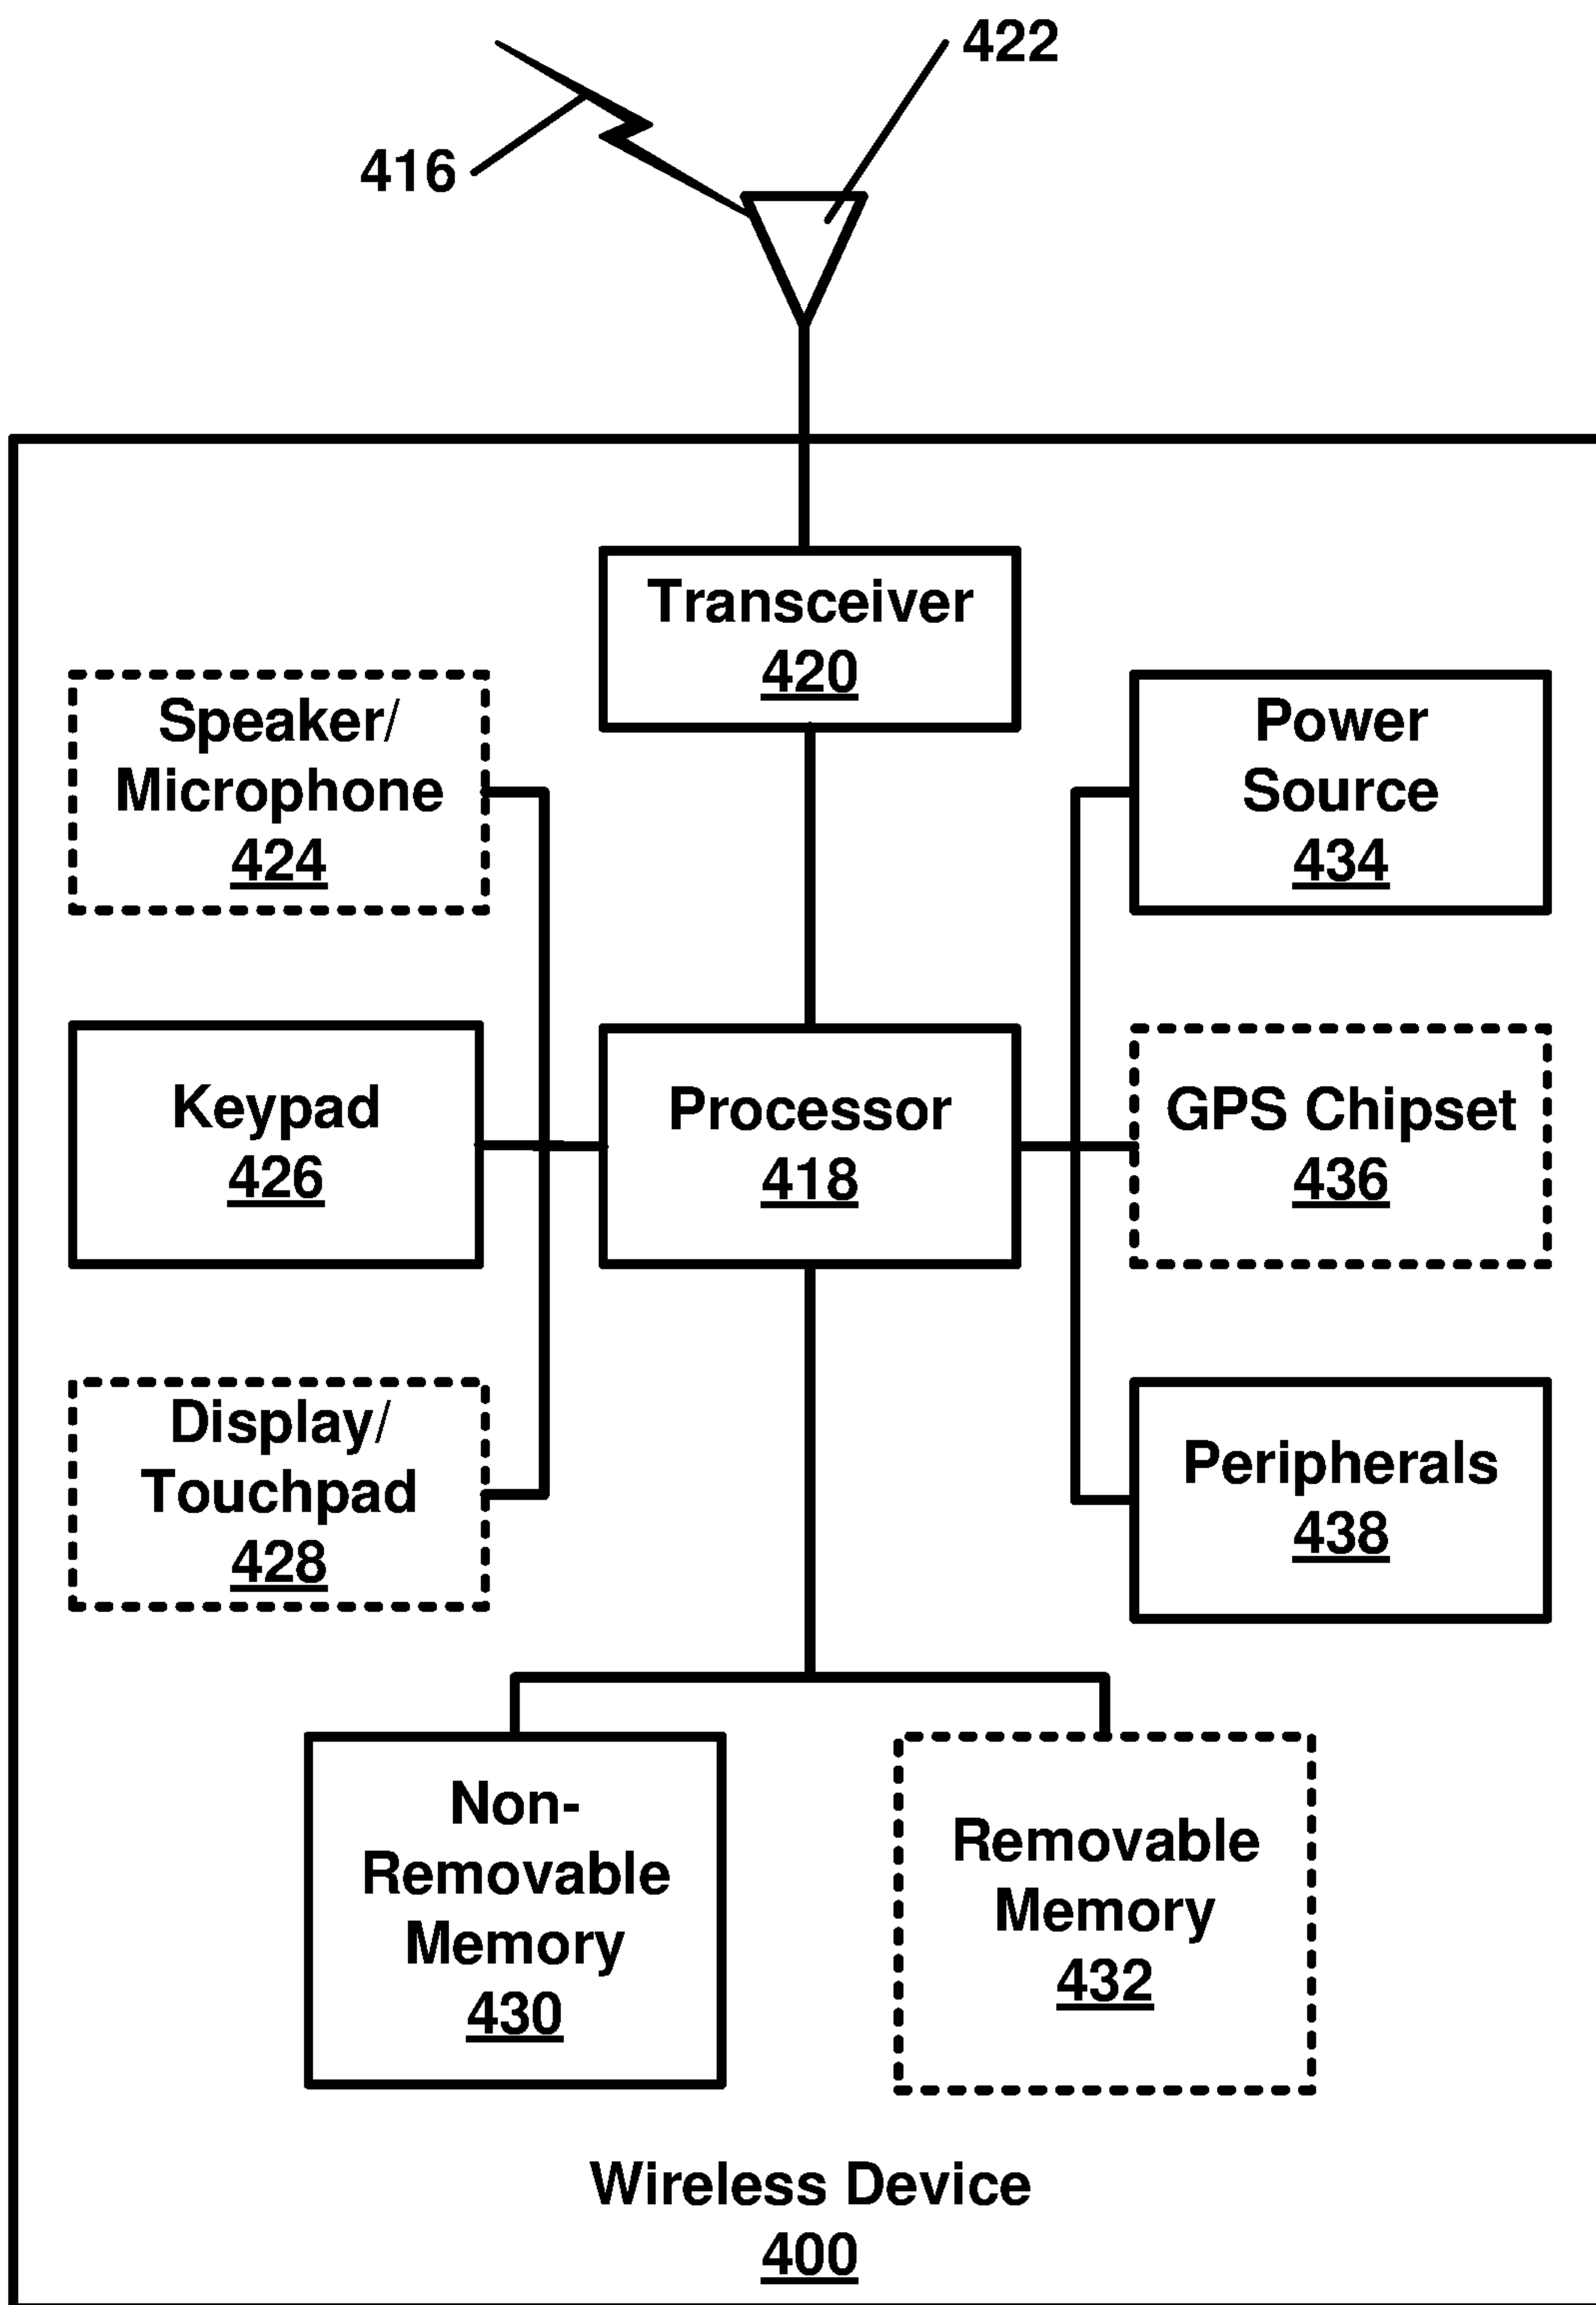 422
416
Transceiver
420
Speaker/
Microphone
424
Power
Source
434
Keypad
426
Processor
418
GPS Chipset
436
Display/
Touchpad
428
Peripherals
438
Non-
Removable
Memory
430
Removable
Memory
432
Wireless Device
400